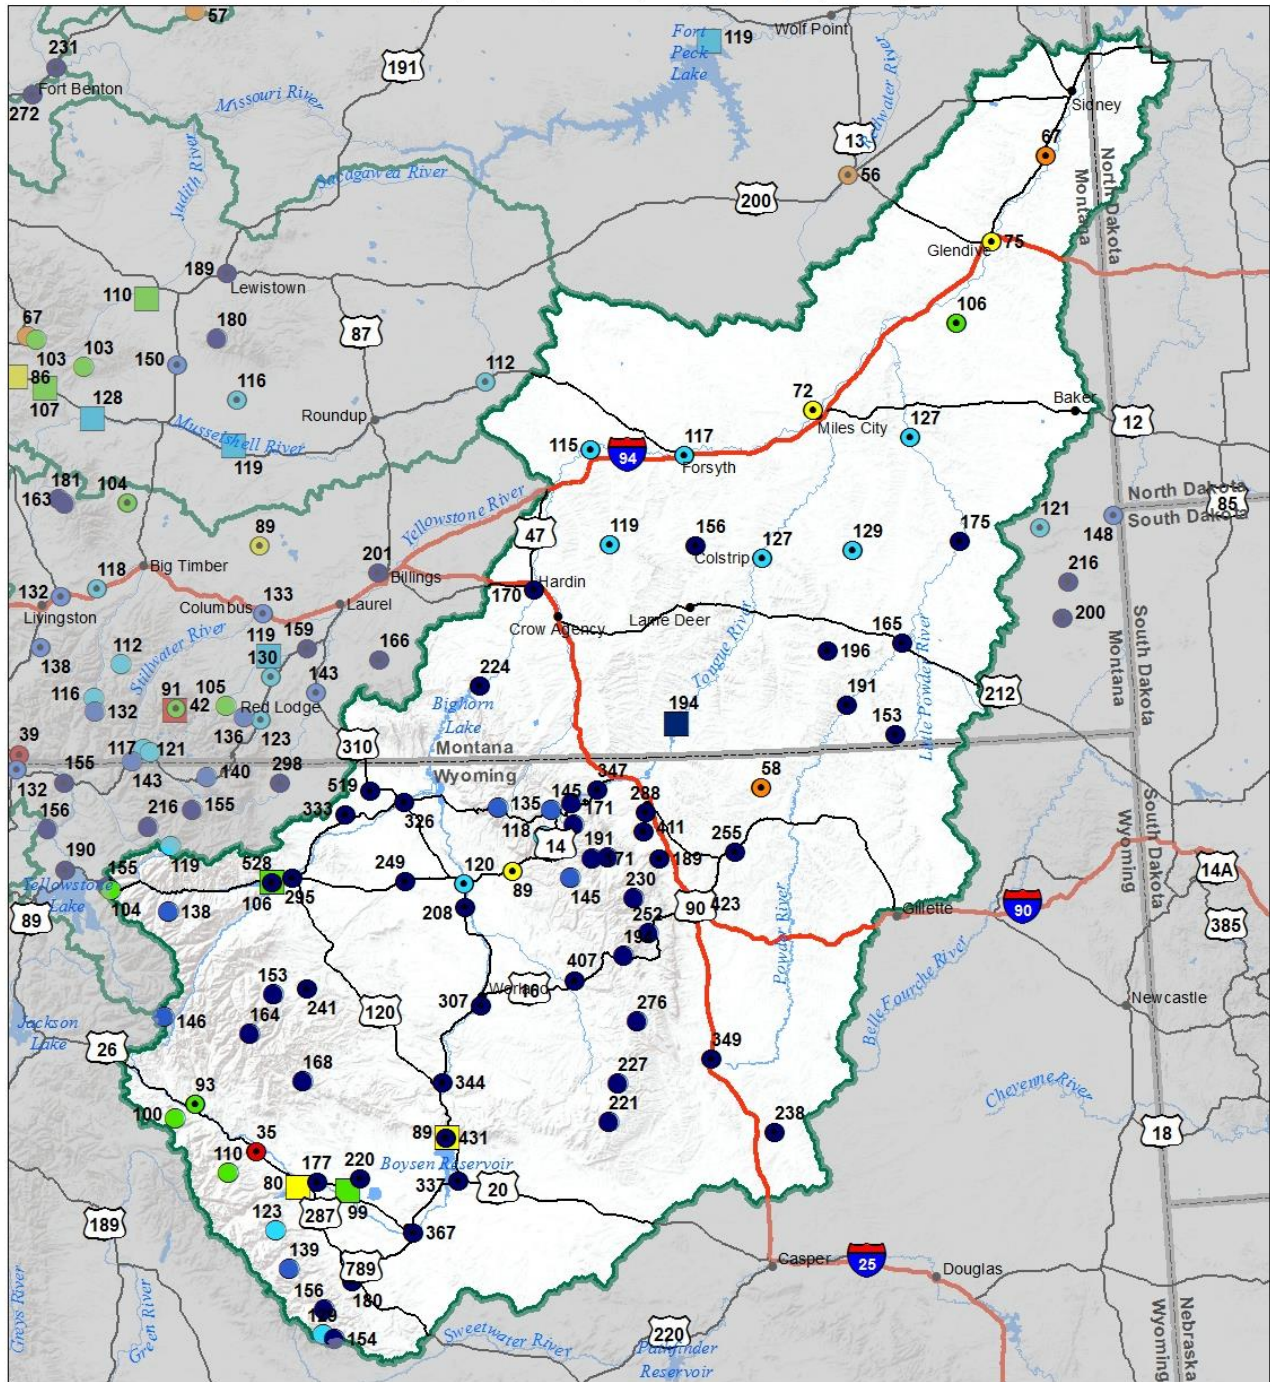 57
Wolf Point
231
191
Fort
Peck
Lake
119
Fort Benton
272
Missouri River
Sidney
13
67
56
Judith River
Sacagawea River
North Dakota
Montana
200
Glendive
75
189
Lewistown
110
106
67
180
87
103
103
150
112
86
107
116
128
72
Baker
Roundup
Miles City
127
12
Musselshell River
119
115
94
117
Forsyth
181
163
104
North Dakota
South Dakota
85
Yellowstone River
89
47
119
156
Colstrip
127
129
175
121
148
118
Big Timber
201
Billings
216
132
Livingston
Columbus
133
Laurel
Hardin
170
200
Crow Agency
Lame Deer
165
138
112
Stillwater River
119
159
130
166
Tongue River
Little Powder River
196
South Dakota
Montana
116
132
91
42
105
143
224
Bighorn
Lake
194
191
212
Red Lodge
136
123
153
39
117
121
310
Montana
Wyoming
132
155
143
140
298
519
347
58
156
216
155
333
326
135
145
171
288
118
411
South Dakota
Wyoming
190
119
14
191
171
189
255
14A
155
528
249
120
89
145
230
Yellowstone
Lake
104
106
295
208
138
252
90
423
Gillette
90
89
385
194
153
241
407
Powder River
Belle Fourche River
Worland
16
307
146
164
120
276
Newcastle
Jackson
Lake
26
349
168
344
227
93
Cheyenne River
100
221
238
35
89
431
18
110
177
220
Boysen Reservoir
80
99
337
20
287
189
123
367
139
789
Casper
25
Douglas
156
180
129
154
Greys River
Green River
Sweetwater River
220
Pathfinder
Reservoir
Nebraska
Wyoming